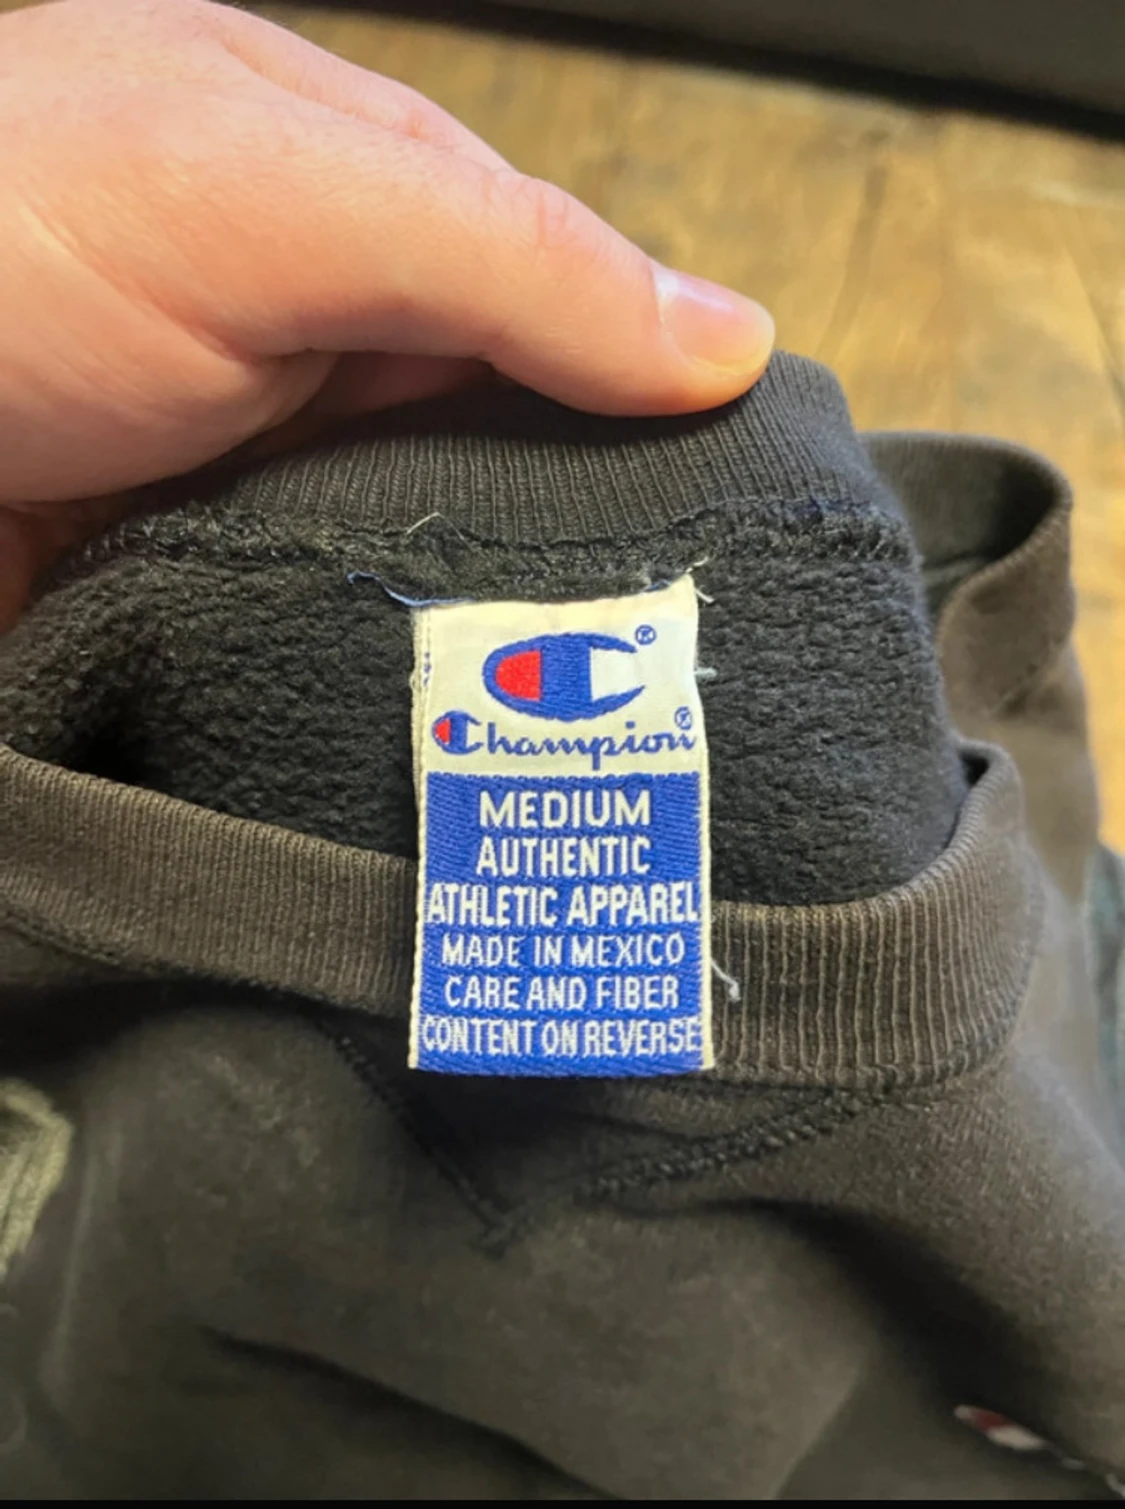 ®
Champion®
MEDIUM
AUTHENTIC
ATHLETIC APPAREL
MADE IN MEXICO
CARE AND FIBER
CONTENT ON REVERSE